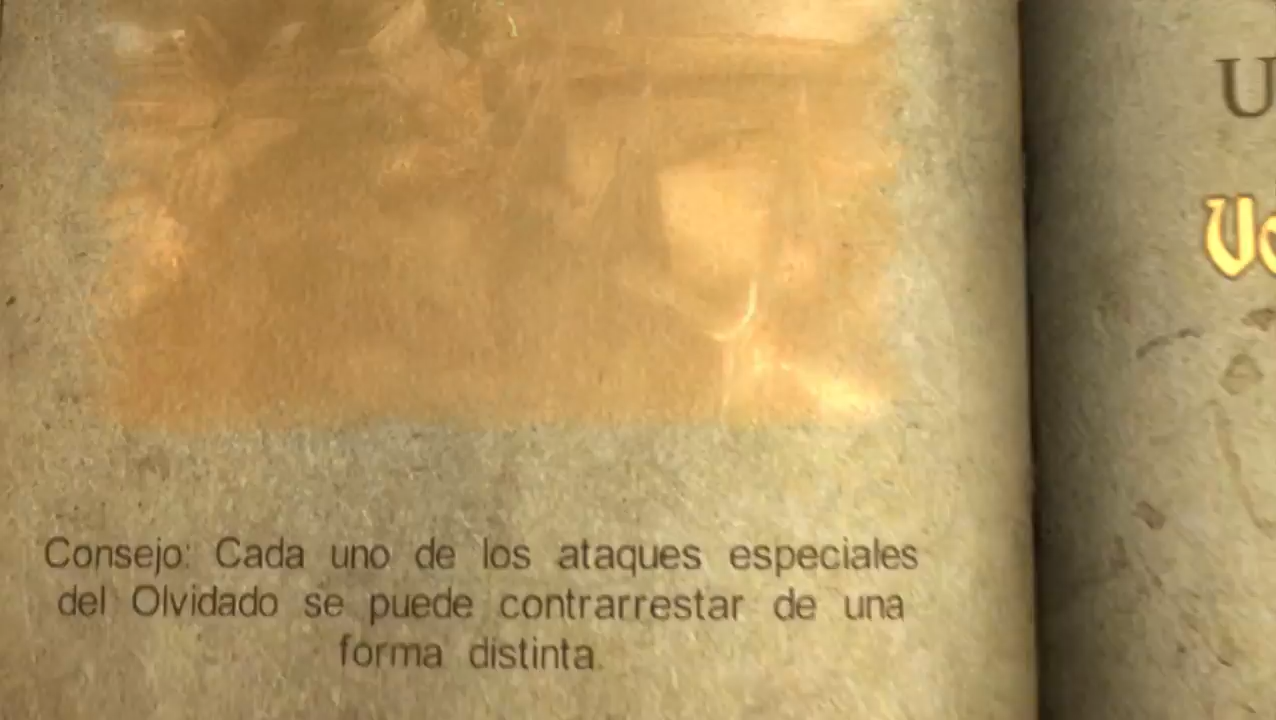 Consejo: Cada uno de los ataques especiales
del Olvidado se puede contrarrestar de una
forma distinta.